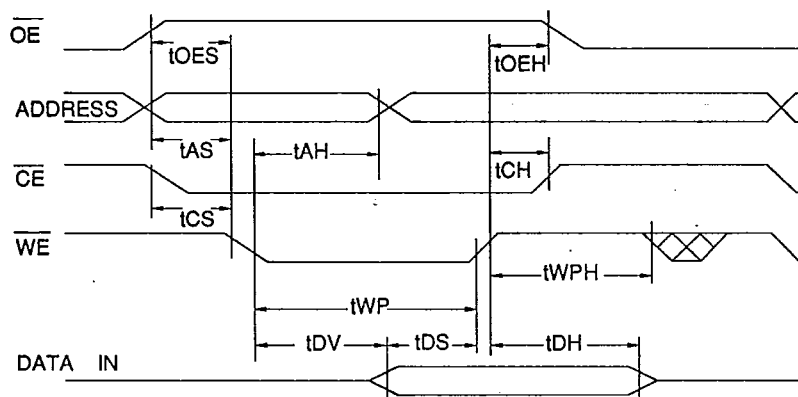 OE
tOES
tOEH
ADDRESS
tAS
tAH
CE
tCH
tCS
WE
tWPH
tWP
tDV
tDS
tDH
DATA IN